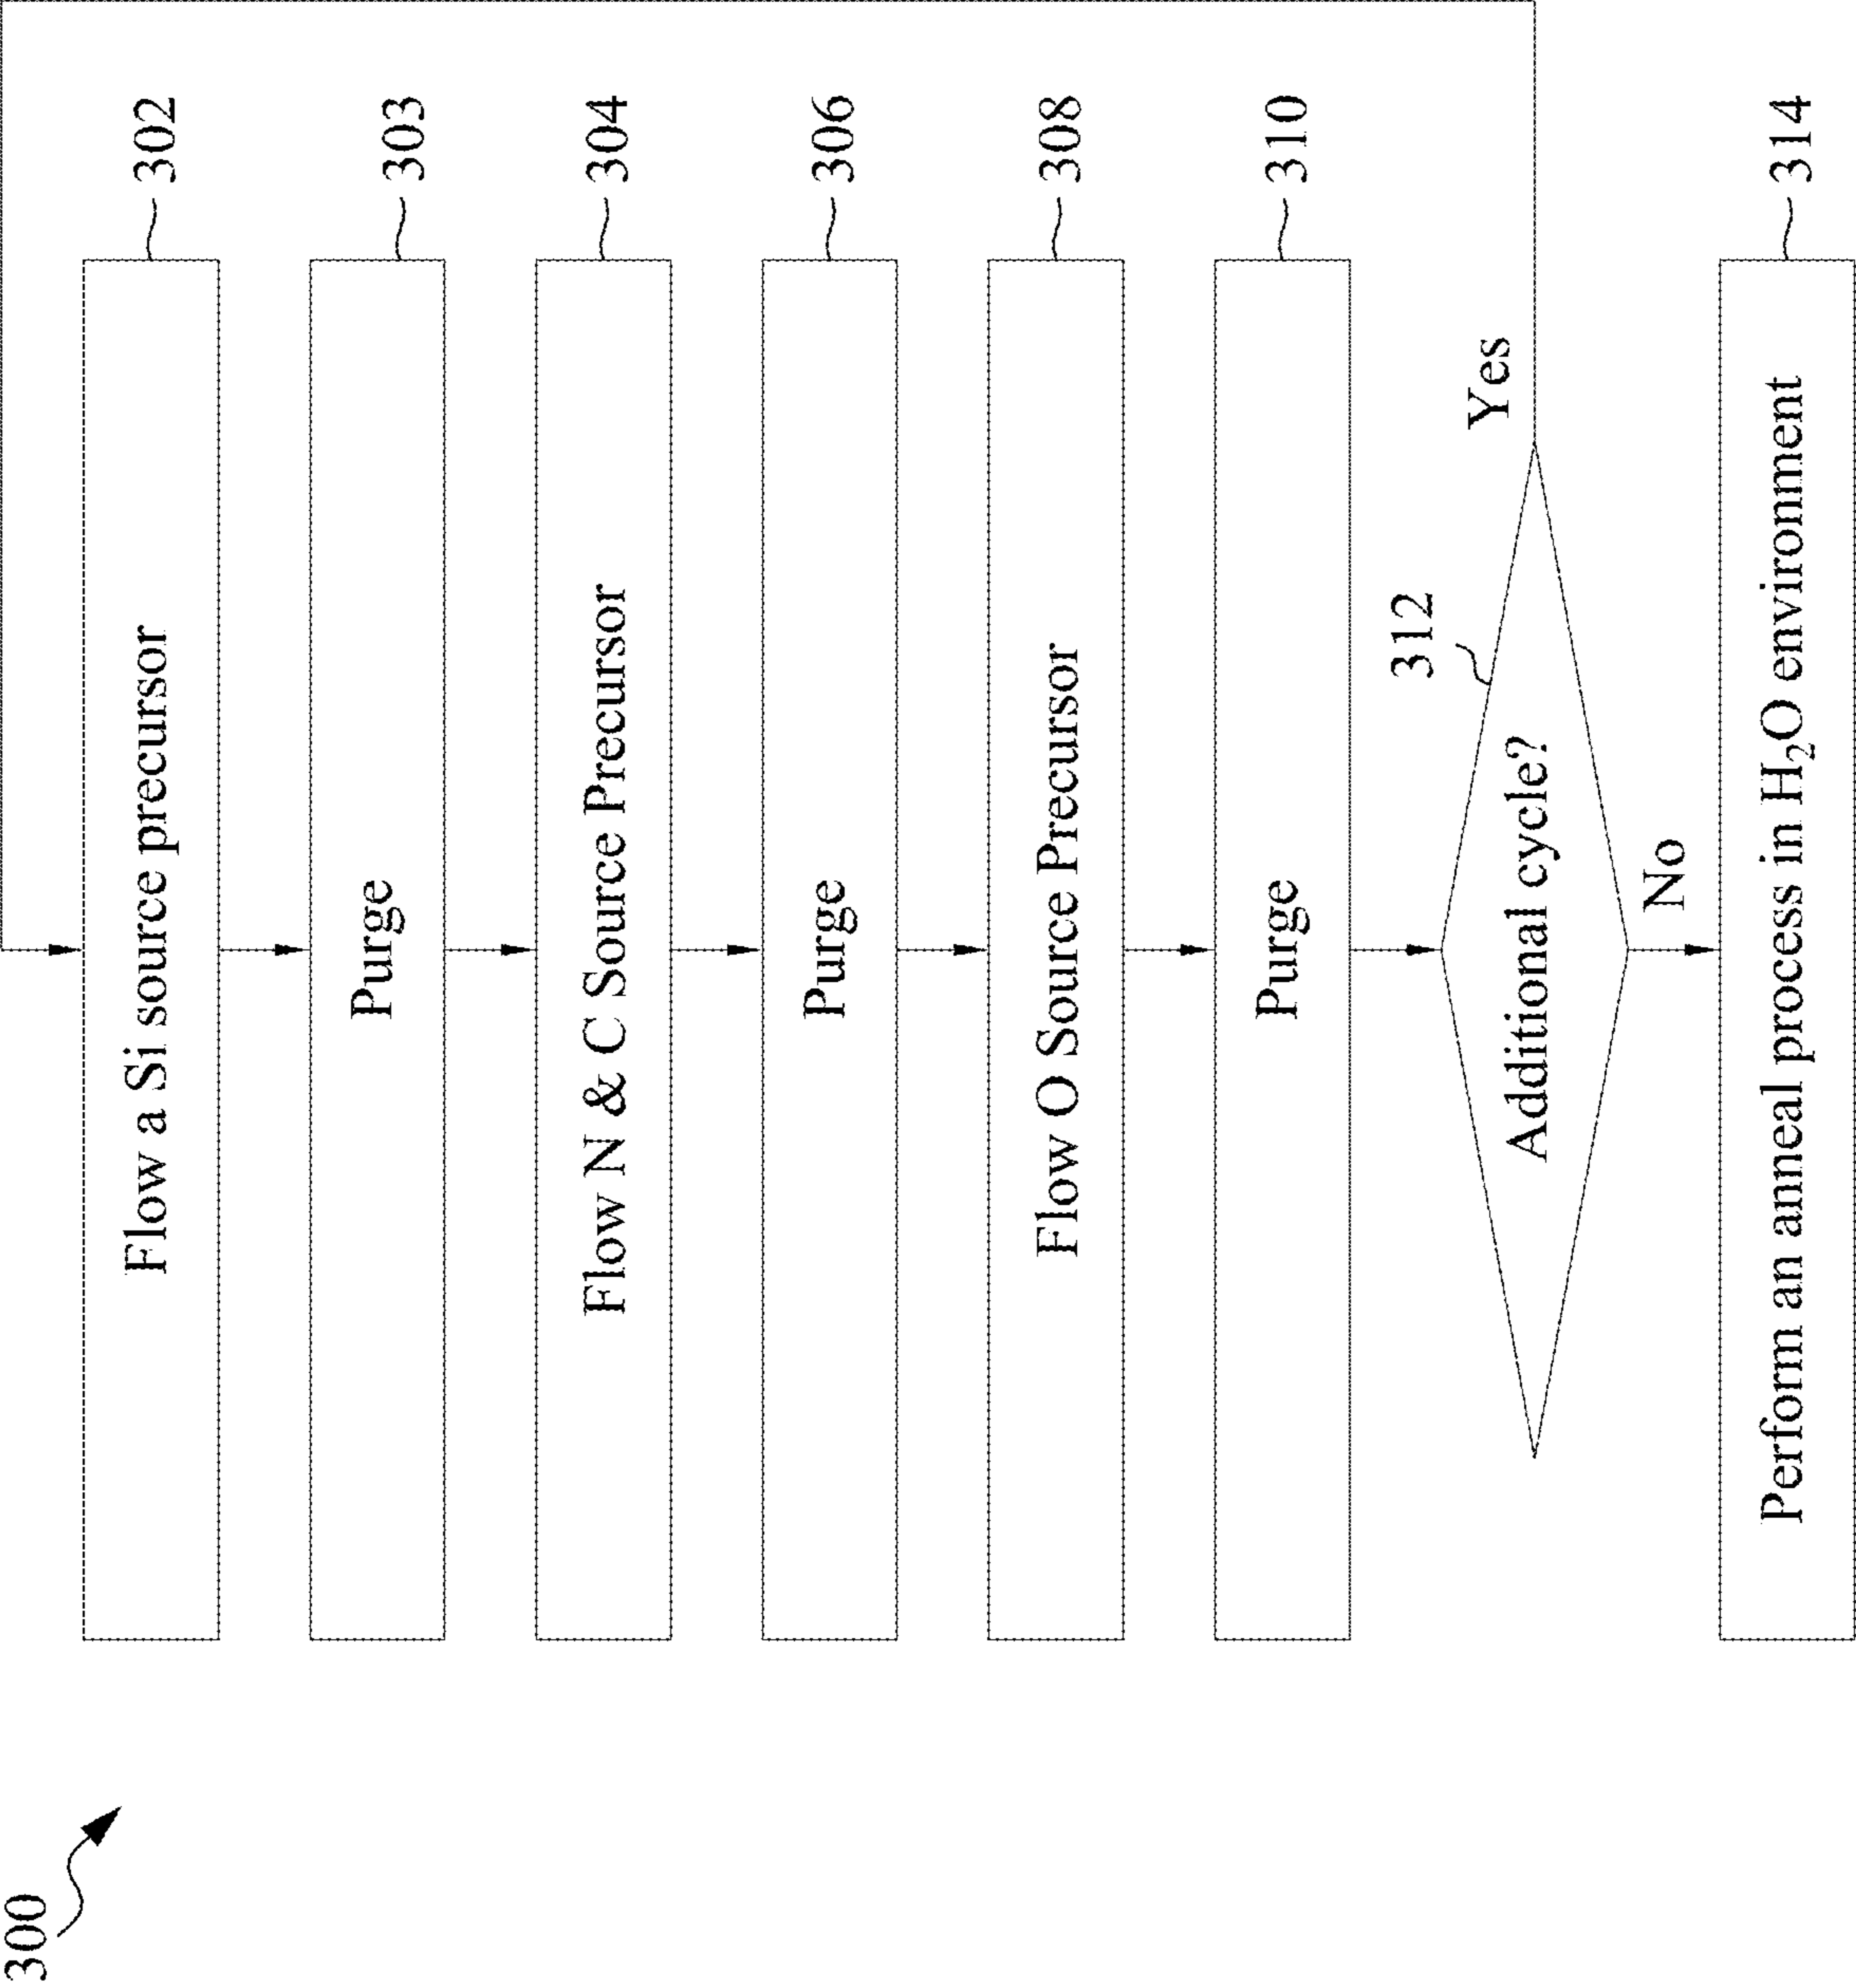 300
Flow a Si source precursor
302
Purge
303
Flow N & C Source Precursor
304
Purge
306
Flow O Source Precursor
308
Purge
310
Additional cycle?
312
Yes
No
Perform an anneal process in H₂O environment
314